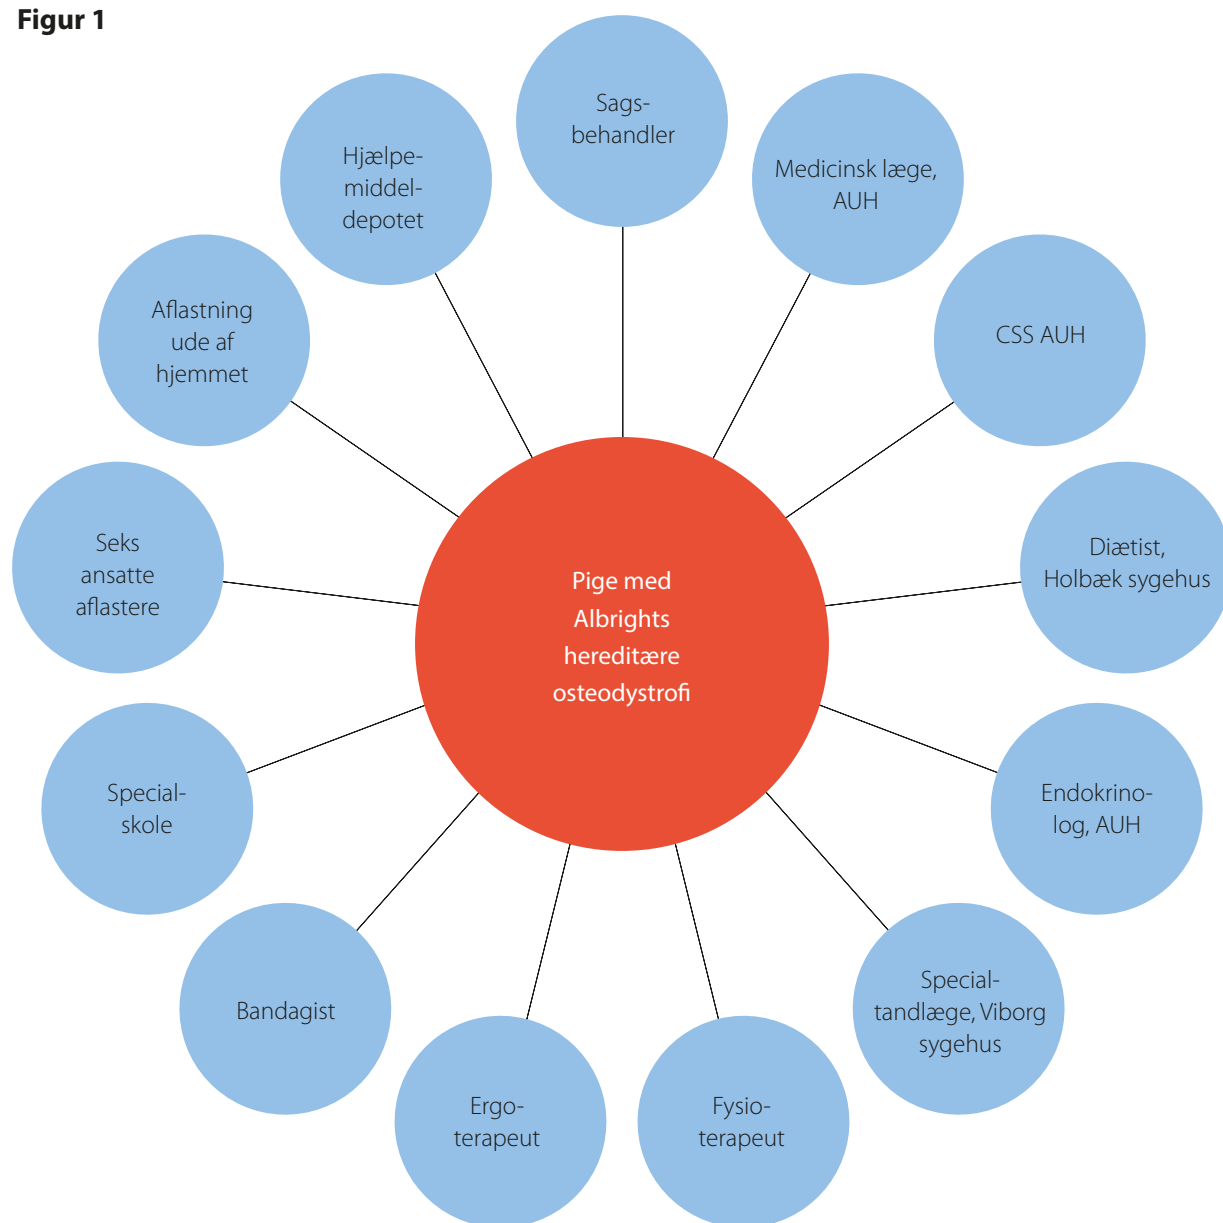 Figur 1
Sags-
behandler
Medicinsk læge,
AUH
CSS AUH
Diætist,
Holbæk sygehus
Endokrino-
log, AUH
Special-
tandlæge, Viborg
sygehus
Fysio-
terapeut
Ergo-
terapeut
Bandagist
Special-
skole
Seks
ansatte
aflastere
Aflastning
ude af
hjemmet
Hjælpe-
middel-
depotet
Pige med
Albrights
hereditære
osteodystrofi